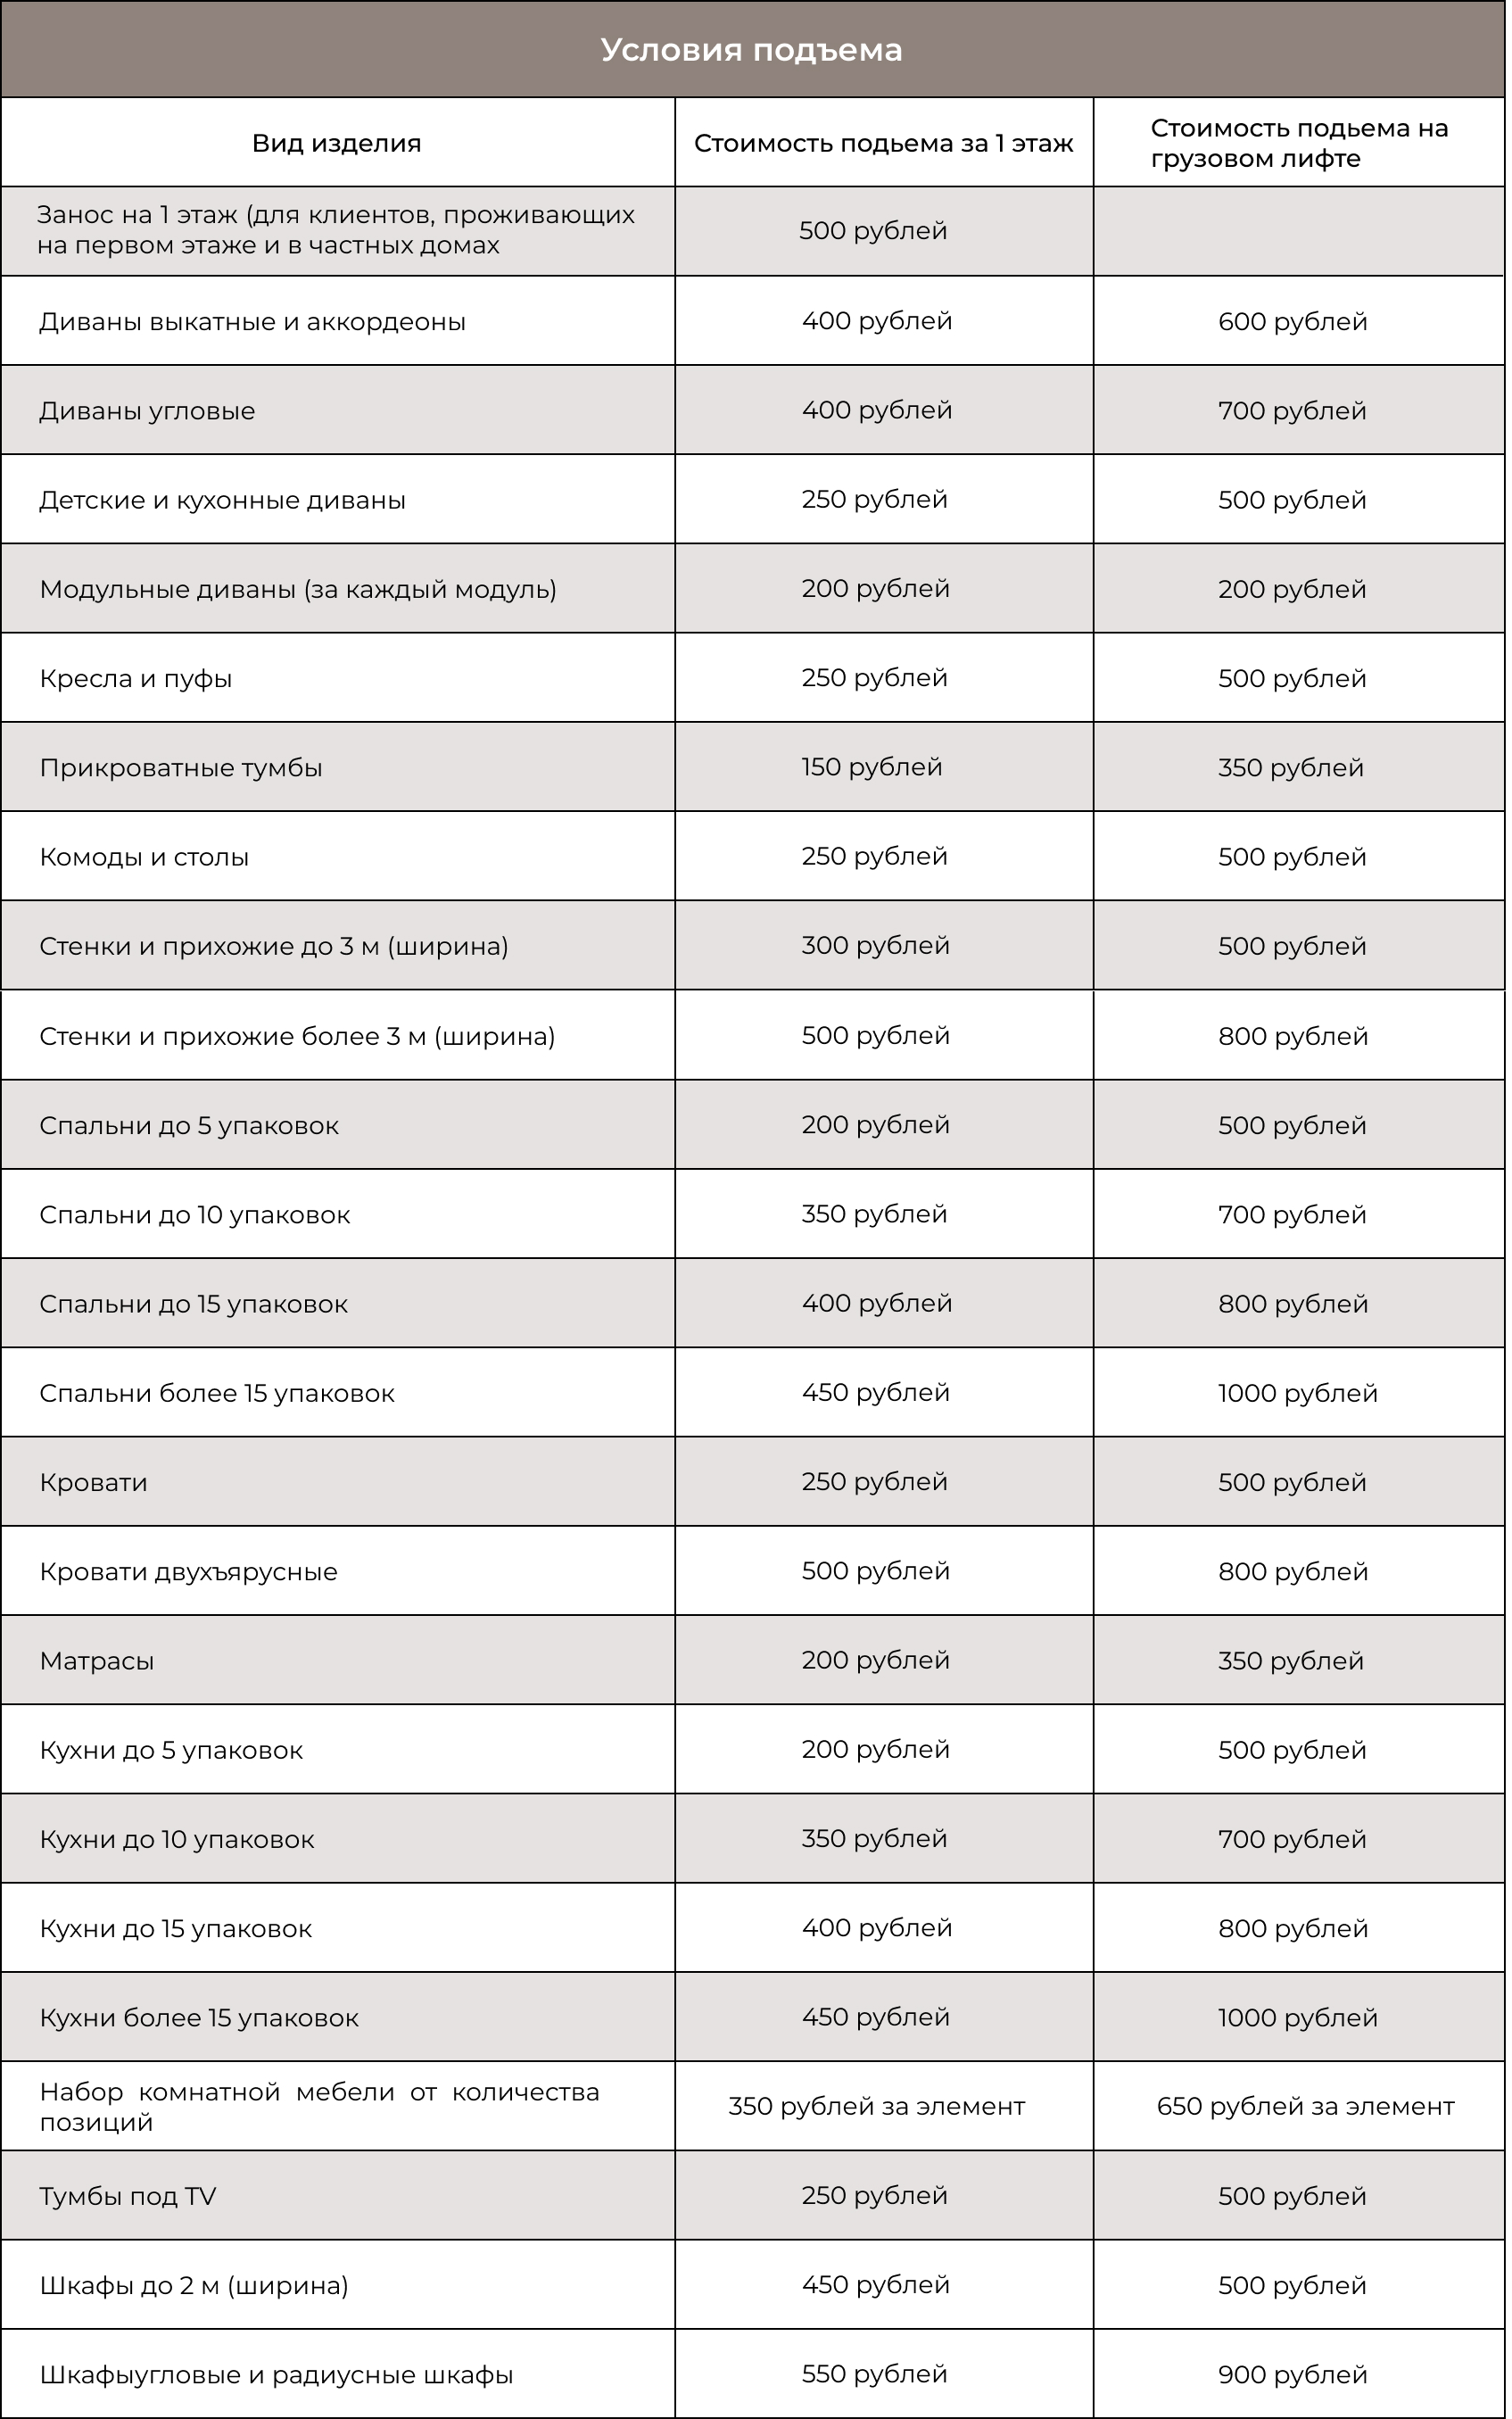 Условия подъема
Вид изделия
Стоимость подьема за 1 этаж
Стоимость подьема на
грузовом лифте
Занос на 1 этаж (для клиентов, проживающих
на первом этаже и в частных домах
500 рублей
Диваны выкатные и аккордеоны
400 рублей
600 рублей
Диваны угловые
400 рублей
700 рублей
Детские и кухонные диваны
250 рублей
500 рублей
Модульные диваны (за каждый модуль)
200 рублей
200 рублей
Кресла и пуфы
250 рублей
500 рублей
Прикроватные тумбы
150 рублей
350 рублей
Комоды и столы
250 рублей
500 рублей
Стенки и прихожие до 3 м (ширина)
300 рублей
500 рублей
Стенки и прихожие более 3 м (ширина)
500 рублей
800 рублей
Спальни до 5 упаковок
200 рублей
500 рублей
Спальни до 10 упаковок
350 рублей
700 рублей
Спальни до 15 упаковок
400 рублей
800 рублей
Спальни более 15 упаковок
450 рублей
1000 рублей
Кровати
250 рублей
500 рублей
Кровати двухъярусные
500 рублей
800 рублей
Матрасы
200 рублей
350 рублей
Кухни до 5 упаковок
200 рублей
500 рублей
Кухни до 10 упаковок
350 рублей
700 рублей
Кухни до 15 упаковок
400 рублей
800 рублей
Кухни более 15 упаковок
450 рублей
1000 рублей
Набор комнатной мебели от количества
позиций
350 рублей за элемент
650 рублей за элемент
Тумбы под TV
250 рублей
500 рублей
Шкафы до 2 м (ширина)
450 рублей
500 рублей
Шкафыугловые и радиусные шкафы
550 рублей
900 рублей